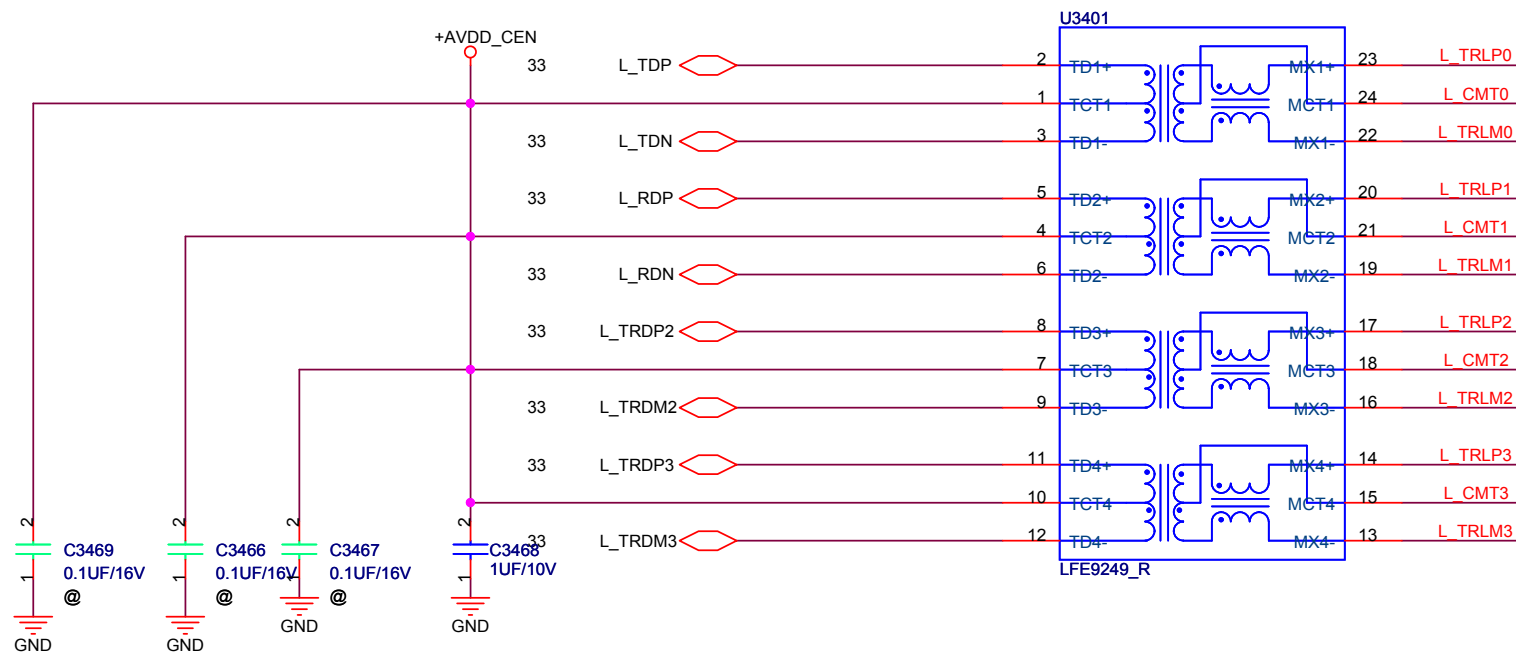 U3401
+AVDD_CEN
33 L_TDP 2 TD1+ MX1+ 23 L_TRLP0
1 TCT1 MCT1 24 L_CMT0
33 L_TDN 3 TD1- MX1- 22 L_TRLM0
33 L_RDP 5 TD2+ MX2+ 20 L_TRLP1
4 TCT2 MCT2 21 L_CMT1
33 L_RDN 6 TD2- MX2- 19 L_TRLM1
33 L_TRDP2 8 TD3+ MX3+ 17 L_TRLP2
7 TCT3 MCT3 18 L_CMT2
33 L_TRDM2 9 TD3- MX3- 16 L_TRLM2
33 L_TRDP3 11 TD4+ MX4+ 14 L_TRLP3
10 TCT4 MCT4 15 L_CMT3
33 L_TRDM3 12 TD4- MX4- 13 L_TRLM3
LFE9249_R
2 2 2 2
C3469 C3466 C3467 C3468
0.1UF/16V 0.1UF/16V 0.1UF/16V 1UF/10V
1 1 1 1
@ @ @
GND GND GND GND